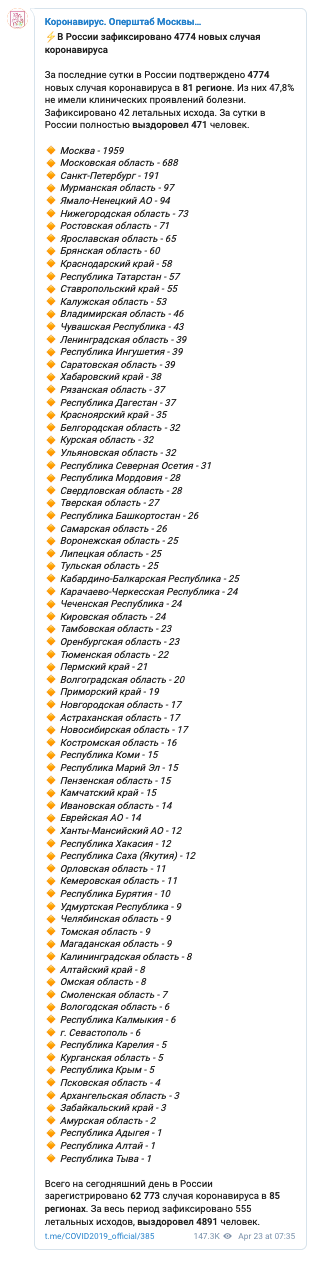 Коронавирус. Оперштаб Москвы…
⚡В России зафиксировано 4774 новых случая
коронавируса
За последние сутки в России подтверждено 4774
новых случая коронавируса в 81 регионе. Из них 47,8%
не имели клинических проявлений болезни.
Зафиксировано 42 летальных исхода. За сутки в
России полностью выздоровел 471 человек.
🔸 Москва - 1959
🔸 Московская область - 688
🔸 Санкт-Петербург - 191
🔸 Мурманская область - 97
🔸 Ямало-Ненецкий АО - 94
🔸 Нижегородская область - 73
🔸 Ростовская область - 71
🔸 Ярославская область - 65
🔸 Брянская область - 60
🔸 Краснодарский край - 58
🔸 Республика Татарстан - 57
🔸 Ставропольский край - 55
🔸 Калужская область - 53
🔸 Владимирская область - 46
🔸 Чувашская Республика - 43
🔸 Ленинградская область - 39
🔸 Республика Ингушетия - 39
🔸 Саратовская область - 39
🔸 Хабаровский край - 38
🔸 Рязанская область - 37
🔸 Республика Дагестан - 37
🔸 Красноярский край - 35
🔸 Белгородская область - 32
🔸 Курская область - 32
🔸 Ульяновская область - 32
🔸 Республика Северная Осетия - 31
🔸 Республика Мордовия - 28
🔸 Свердловская область - 28
🔸 Тверская область - 27
🔸 Республика Башкортостан - 26
🔸 Самарская область - 26
🔸 Воронежская область - 25
🔸 Липецкая область - 25
🔸 Тульская область - 25
🔸 Кабардино-Балкарская Республика - 25
🔸 Карачаево-Черкесская Республика - 24
🔸 Чеченская Республика - 24
🔸 Кировская область - 24
🔸 Тамбовская область - 23
🔸 Оренбургская область - 23
🔸 Тюменская область - 22
🔸 Пермский край - 21
🔸 Волгоградская область - 20
🔸 Приморский край - 19
🔸 Новгородская область - 17
🔸 Астраханская область - 17
🔸 Новосибирская область - 17
🔸 Костромская область - 16
🔸 Республика Коми - 15
🔸 Республика Марий Эл - 15
🔸 Пензенская область - 15
🔸 Камчатский край - 15
🔸 Ивановская область - 14
🔸 Еврейская АО - 14
🔸 Ханты-Мансийский АО - 12
🔸 Республика Хакасия - 12
🔸 Республика Саха (Якутия) - 12
🔸 Орловская область - 11
🔸 Кемеровская область - 11
🔸 Республика Бурятия - 10
🔸 Удмуртская Республика - 9
🔸 Челябинская область - 9
🔸 Томская область - 9
🔸 Магаданская область - 9
🔸 Калининградская область - 8
🔸 Алтайский край - 8
🔸 Омская область - 8
🔸 Смоленская область - 7
🔸 Вологодская область - 6
🔸 Республика Калмыкия - 6
🔸 г. Севастополь - 6
🔸 Республика Карелия - 5
🔸 Курганская область - 5
🔸 Республика Крым - 5
🔸 Псковская область - 4
🔸 Архангельская область - 3
🔸 Забайкальский край - 3
🔸 Амурская область - 2
🔸 Республика Адыгея - 1
🔸 Республика Алтай - 1
🔸 Республика Тыва - 1
Всего на сегодняшний день в России
зарегистрировано 62 773 случая коронавируса в 85
регионах. За весь период зафиксировано 555
летальных исходов, выздоровел 4891 человек.
t.me/COVID2019_official/385 147.3K Apr 23 at 07:35